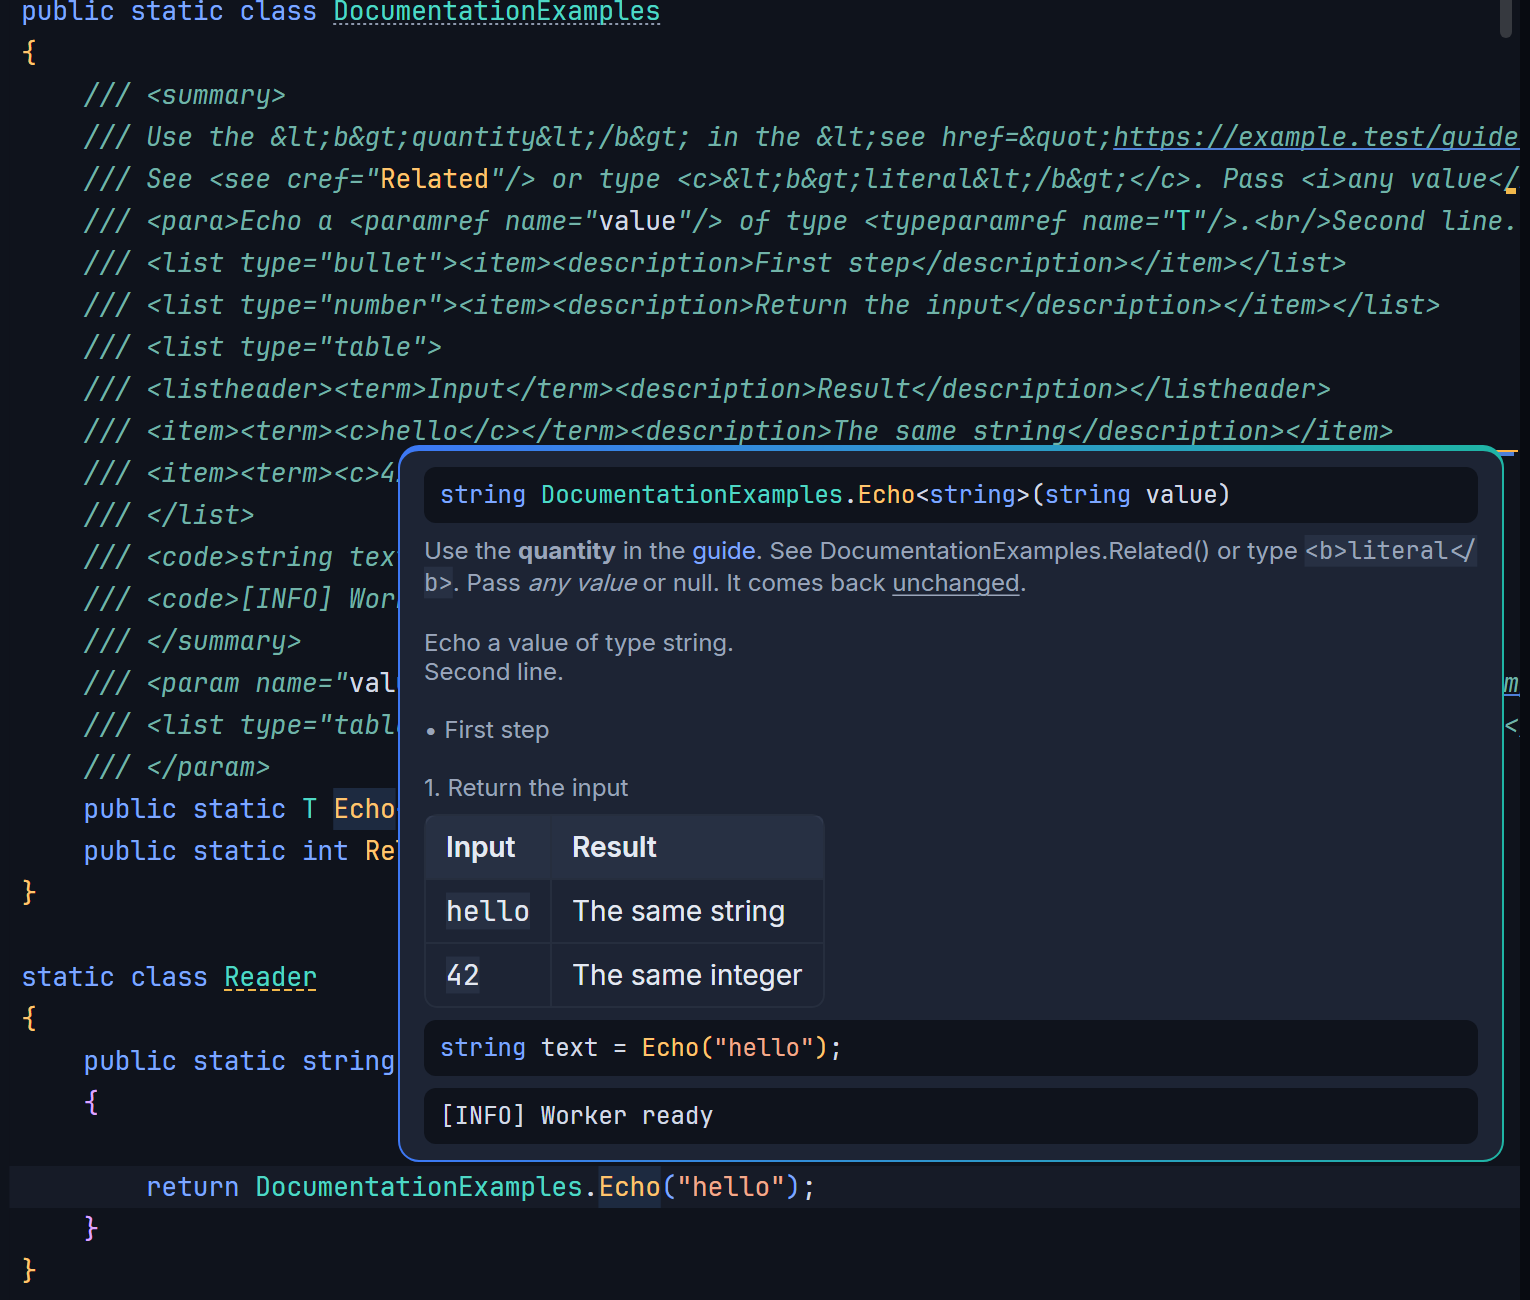 public static class DocumentationExamples
{
/// <summary>
/// Use the &lt;b&gt;quantity&lt;/b&gt; in the &lt;see href=&quot;https://example.test/guide
/// See <see cref="Related"/> or type <c>&lt;b&gt;literal&lt;/b&gt;</c>. Pass <i>any value</
/// <para>Echo a <paramref name="value"/> of type <typeparamref name="T"/>.<br/>Second line.
/// <list type="bullet"><item><description>First step</description></item></list>
/// <list type="number"><item><description>Return the input</description></item></list>
/// <list type="table">
/// <listheader><term>Input</term><description>Result</description></listheader>
/// <item><term><c>hello</c></term><description>The same string</description></item>
/// <item><term><c>4
/// </list>
/// <code>string tex
/// <code>[INFO] Wor
/// </summary>
/// <param name="val
/// <list type="tabl
/// </param>
public static T Echo
public static int Re
}
static class Reader
{
public static string
{
return DocumentationExamples.Echo("hello");
}
}
string DocumentationExamples.Echo<string>(string value)
Use the quantity in the guide. See DocumentationExamples.Related() or type <b>literal</
b>. Pass any value or null. It comes back unchanged.
Echo a value of type string.
Second line.
• First step
1. Return the input
Input Result
hello The same string
42 The same integer
string text = Echo("hello");
[INFO] Worker ready